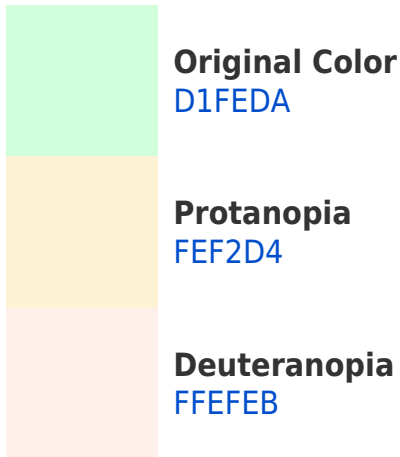 Original Color
D1FEDA
Protanopia
FEF2D4
Deuteranopia
FFEFEB